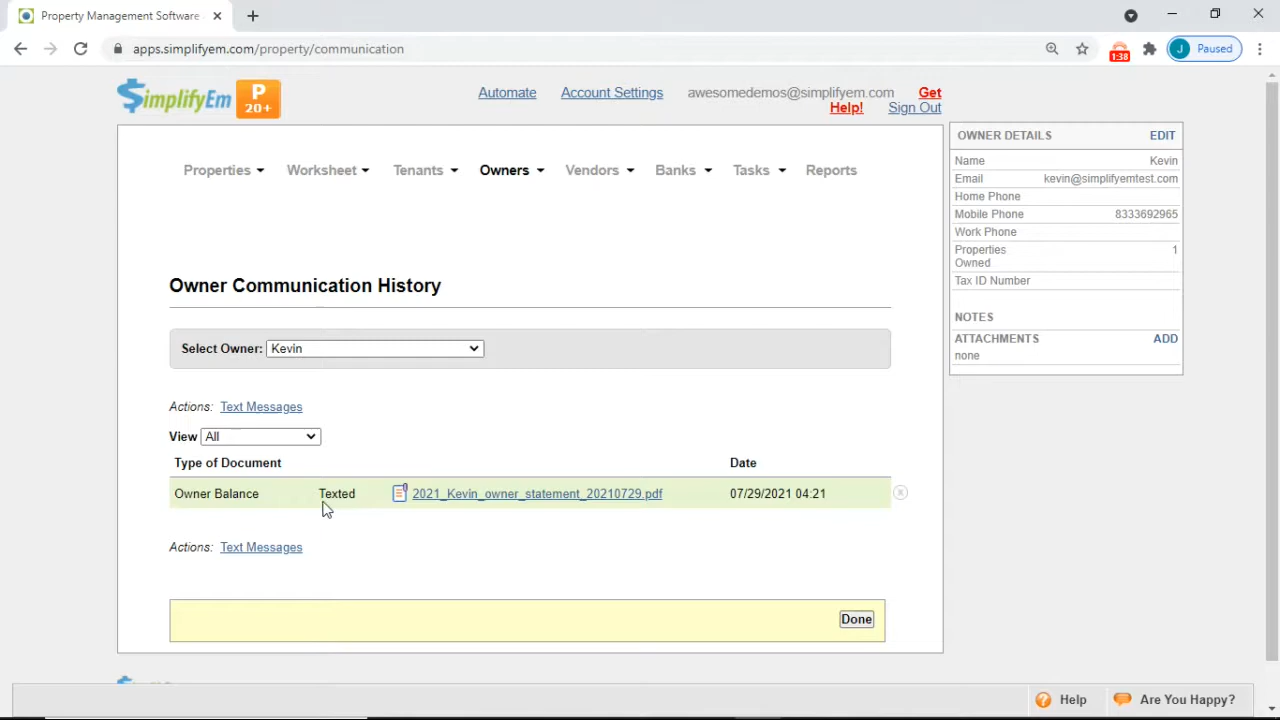 Property Management Software
apps.simplifyem.com/property/communication
1:38
J Paused
SimplifyEm P 20+
Automate Account Settings awesomedemos@simplifyem.com Get Help! Sign Out
Properties Worksheet Tenants Owners Vendors Banks Tasks Reports
Owner Communication History
Select Owner: Kevin
Actions: Text Messages
View All
Type of Document Date
Owner Balance Texted 2021_Kevin_owner_statement_20210729.pdf 07/29/2021 04:21
Actions: Text Messages
Done
OWNER DETAILS EDIT
Name Kevin
Email kevin@simplifyemtest.com
Home Phone
Mobile Phone 8333692965
Work Phone
Properties Owned 1
Tax ID Number
NOTES
ATTACHMENTS ADD
none
Help Are You Happy?